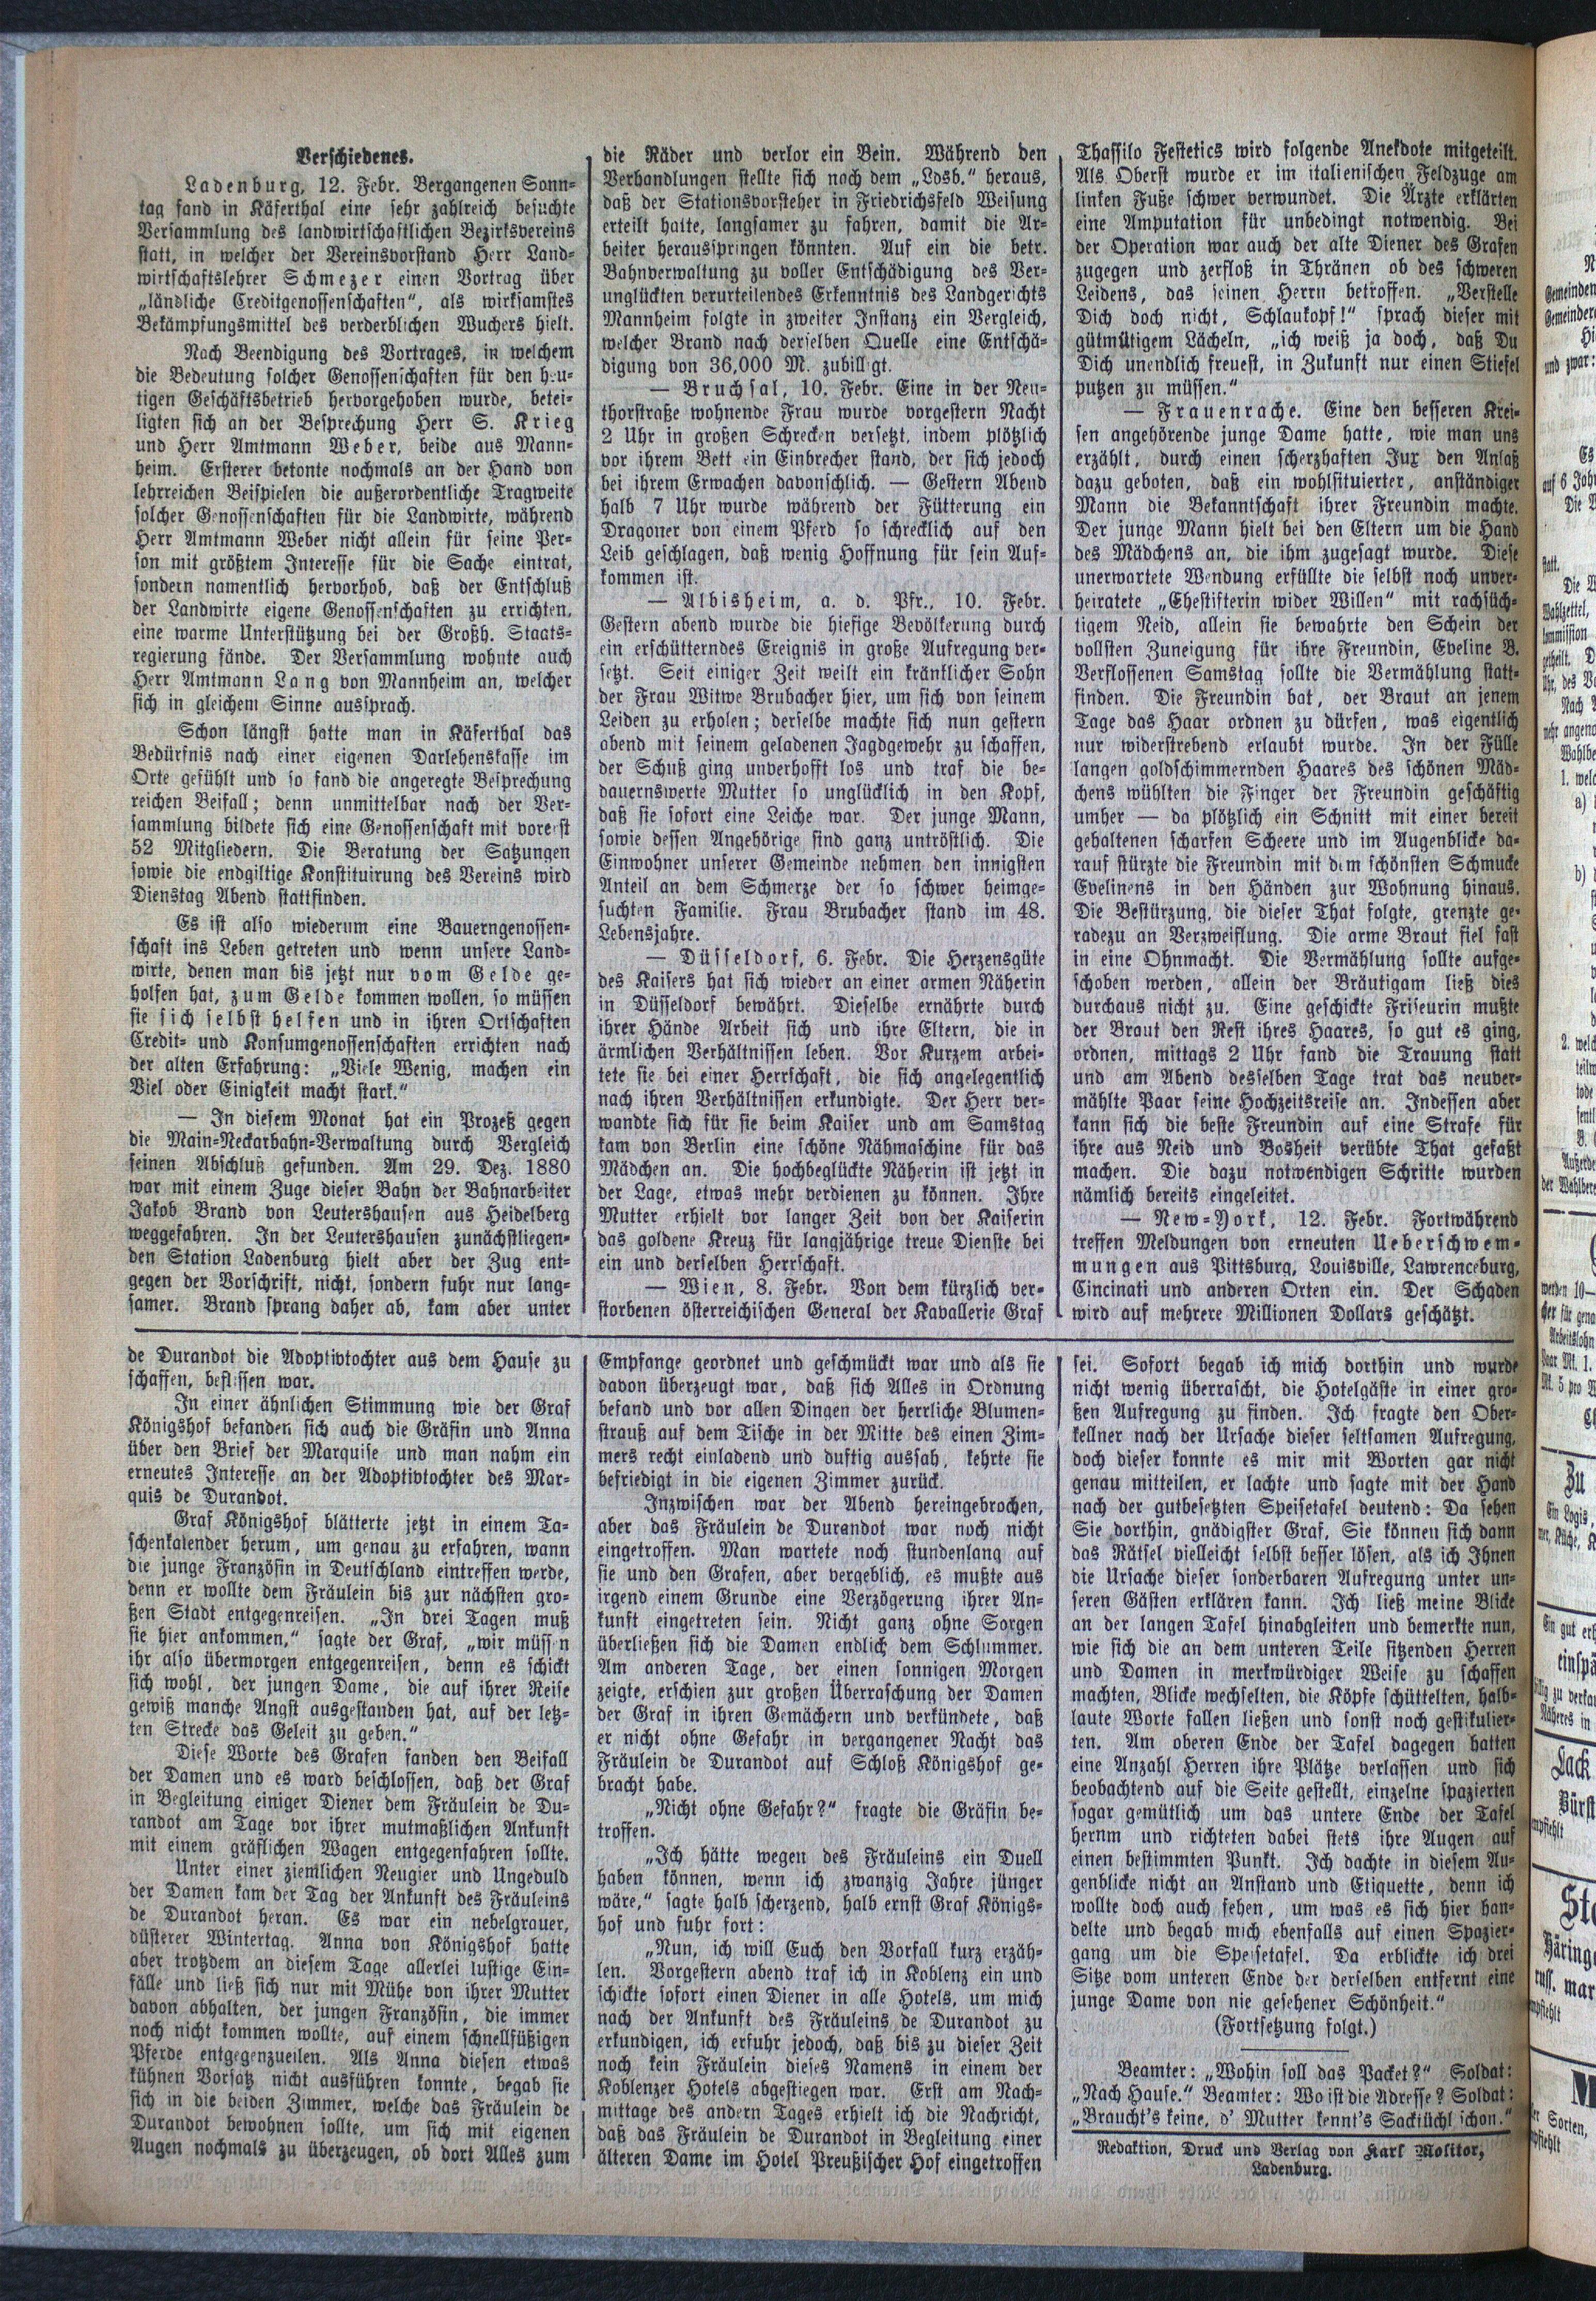 Verschiedenes.
Ladenburg, 12. Febr. Vergangenen Sonn-
tag fand in Käferthal eine sehr zahlreich besuchte
Versammlung des landwirtschaftlichen Bezirksvereins
statt, in welcher der Vereinsvorstand Herr Land-
wirtschaftslehrer Schmezer einen Vortrag über
„ländliche Creditgenossenschaften“, als wirksamstes
Bekämpfungsmittel des verderblichen Wuchers hielt.
Nach Beendigung des Vortrages, in welchem
die Bedeutung solcher Genossenschaften für den heu-
tigen Geschäftsbetrieb hervorgehoben wurde, betei-
ligten sich an der Besprechung Herr S. Krieg
und Herr Amtmann Weber, beide aus Mann-
heim. Ersterer betonte nochmals an der Hand von
lehrreichen Beispielen die außerordentliche Tragweite
solcher Genossenschaften für die Landwirte, während
Herr Amtmann Weber nicht allein für seine Per-
son mit größtem Interesse für die Sache eintrat,
sondern namentlich hervorhob, daß der Entschluß
der Landwirte eigene Genossenschaften zu errichten,
eine warme Unterstützung bei der Großh. Staats-
regierung fände. Der Versammlung wohnte auch
Herr Amtmann Lang von Mannheim an, welcher
sich in gleichem Sinne aussprach.
Schon längst hatte man in Käferthal das
Bedürfnis nach einer eigenen Darlehenskasse im
Orte gefühlt und so fand die angeregte Besprechung
reichen Beifall; denn unmittelbar nach der Ver-
sammlung bildete sich eine Genossenschaft mit vorerst
52 Mitgliedern. Die Beratung der Satzungen
sowie die endgiltige Konstituirung des Vereins wird
Dienstag Abend stattfinden.
Es ist also wiederum eine Bauerngenossen-
schaft ins Leben getreten und wenn unsere Land-
wirte, denen man bis jetzt nur vom Gelde ge-
holfen hat, zum Gelde kommen wollen, so müssen
sie sich selbst helfen und in ihren Ortschaften
Credit- und Konsumgenossenschaften errichten nach
der alten Erfahrung: „Viele Wenig, machen ein
Viel oder Einigkeit macht stark.“
— In diesem Monat hat ein Prozeß gegen
die Main-Neckarbahn-Verwaltung durch Vergleich
seinen Abschluß gefunden. Am 29. Dez. 1880
war mit einem Zuge dieser Bahn der Bahnarbeiter
Jakob Brand von Leutershausen aus Heidelberg
weggefahren. In der Leutershausen zunächstliegen-
den Station Ladenburg hielt aber der Zug ent-
gegen der Vorschrift, nicht, sondern fuhr nur lang-
samer. Brand sprang daher ab, kam aber unter
die Räder und verlor ein Bein. Während den
Verhandlungen stellte sich nach dem „Ldsb.“ heraus,
daß der Stationsvorsteher in Friedrichsfeld Weisung
erteilt hatte, langsamer zu fahren, damit die Ar-
beiter herausspringen könnten. Auf ein die betr.
Bahnverwaltung zu voller Entschädigung des Ver-
unglückten verurteilendes Erkenntnis des Landgerichts
Mannheim folgte in zweiter Instanz ein Vergleich,
welcher Brand nach derselben Quelle eine Entschä-
digung von 36,000 M. zubilligt.
— Bruchsal, 10. Febr. Eine in der Neu-
thorstraße wohnende Frau wurde vorgestern Nacht
2 Uhr in großen Schrecken versetzt, indem plötzlich
vor ihrem Bett ein Einbrecher stand, der sich jedoch
bei ihrem Erwachen davonschlich. — Gestern Abend
halb 7 Uhr wurde während der Fütterung ein
Dragoner von einem Pferd so schrecklich auf den
Leib geschlagen, daß wenig Hoffnung für sein Auf-
kommen ist.
— Albisheim, a. d. Pfr., 10. Febr.
Gestern abend wurde die hiesige Bevölkerung durch
ein erschütterndes Ereignis in große Aufregung ver-
setzt. Seit einiger Zeit weilt ein kränklicher Sohn
der Frau Witwe Brubacher hier, um sich von seinem
Leiden zu erholen; derselbe machte sich nun gestern
abend mit seinem geladenen Jagdgewehr zu schaffen,
der Schuß ging unverhofft los und traf die be-
dauernswerte Mutter so unglücklich in den Kopf,
daß sie sofort eine Leiche war. Der junge Mann,
sowie dessen Angehörige sind ganz untröstlich. Die
Einwohner unserer Gemeinde nehmen den innigsten
Anteil an dem Schmerze der so schwer heimge-
suchten Familie. Frau Brubacher stand im 48.
Lebensjahre.
— Düsseldorf, 6. Febr. Die Herzensgüte
des Kaisers hat sich wieder an einer armen Näherin
in Düsseldorf bewährt. Dieselbe ernährte durch
ihrer Hände Arbeit sich und ihre Eltern, die in
ärmlichen Verhältnissen leben. Vor Kurzem arbei-
tete sie bei einer Herrschaft, die sich angelegentlich
nach ihren Verhältnissen erkundigte. Der Herr ver-
wandte sich für sie beim Kaiser und am Samstag
kam von Berlin eine schöne Nähmaschine für das
Mädchen an. Die hochbeglückte Näherin ist jetzt in
der Lage, etwas mehr verdienen zu können. Ihre
Mutter erhielt vor langer Zeit von der Kaiserin
das goldene Kreuz für langjährige treue Dienste bei
ein und derselben Herrschaft.
— Wien, 8. Febr. Von dem kürzlich ver-
storbenen österreichischen General der Kavallerie Graf
Thassilo Festetics wird folgende Anekdote mitgeteilt.
Als Oberst wurde er im italienischen Feldzuge am
linken Fuße schwer verwundet. Die Ärzte erklärten
eine Amputation für unbedingt notwendig. Bei
der Operation war auch der alte Diener des Grafen
zugegen und zerfloß in Thränen ob des schweren
Leidens, das seinen Herrn betroffen. „Verstelle
Dich doch nicht, Schlaukopf!“ sprach dieser mit
gütmütigem Lächeln, „ich weiß ja doch, daß Du
Dich unendlich freuest, in Zukunft nur einen Stiefel
putzen zu müssen.“
— Frauenrache. Eine den besseren Krei-
sen angehörende junge Dame hatte, wie man uns
erzählt, durch einen scherzhaften Jux den Anlaß
dazu geboten, daß ein wohlsituierter, anständiger
Mann die Bekanntschaft ihrer Freundin machte.
Der junge Mann hielt bei den Eltern um die Hand
des Mädchens an, die ihm zugesagt wurde. Diese
unerwartete Wendung erfüllte die selbst noch unver-
heiratete „Ehestifterin wider Willen“ mit rachsüch-
tigem Neid, allein sie bewahrte den Schein der
vollsten Zuneigung für ihre Freundin, Eveline B.
Verflossenen Samstag sollte die Vermählung statt-
finden. Die Freundin bat, der Braut an jenem
Tage das Haar ordnen zu dürfen, was eigentlich
nur widerstrebend erlaubt wurde. In der Fülle
langen goldschimmernden Haares des schönen Mäd-
chens wühlten die Finger der Freundin geschäftig
umher — da plötzlich ein Schnitt mit einer bereit
gehaltenen scharfen Scheere und im Augenblicke da-
rauf stürzte die Freundin mit dem schönsten Schmucke
Evelinens in den Händen zur Wohnung hinaus.
Die Bestürzung, die dieser That folgte, grenzte ge-
radezu an Verzweiflung. Die arme Braut fiel fast
in eine Ohnmacht. Die Vermählung sollte aufge-
schoben werden, allein der Bräutigam ließ dies
durchaus nicht zu. Eine geschickte Friseurin mußte
der Braut den Rest ihres Haares, so gut es ging,
ordnen, mittags 2 Uhr fand die Trauung statt
und am Abend desselben Tage trat das neuver-
mählte Paar seine Hochzeitsreise an. Indessen aber
kann sich die beste Freundin auf eine Strafe für
ihre aus Neid und Bosheit verübte That gefaßt
machen. Die dazu notwendigen Schritte wurden
nämlich bereits eingeleitet.
— New-York, 12. Febr. Fortwährend
treffen Meldungen von erneuten Ueberschwem-
mungen aus Pittsburg, Louisville, Lawrenceburg,
Cincinati und anderen Orten ein. Der Schaden
wird auf mehrere Millionen Dollars geschätzt.
de Durandot die Adoptivtochter aus dem Hause zu
schaffen, beflissen war.
In einer ähnlichen Stimmung wie der Graf
Königshof befanden sich auch die Gräfin und Anna
über den Brief der Marquise und man nahm ein
erneutes Interesse an der Adoptivtochter des Mar-
quis de Durandot.
Graf Königshof blätterte jetzt in einem Ta-
schenkalender herum, um genau zu erfahren, wann
die junge Französin in Deutschland eintreffen werde,
denn er wollte dem Fräulein bis zur nächsten gro-
ßen Stadt entgegenreisen. „In drei Tagen muß
sie hier ankommen,“ sagte der Graf, „wir müssen
ihr also übermorgen entgegenreisen, denn es schickt
sich wohl, der jungen Dame, die auf ihrer Reise
gewiß manche Angst ausgestanden hat, auf der letz-
ten Strecke das Geleit zu geben.“
Diese Worte des Grafen fanden den Beifall
der Damen und es ward beschlossen, daß der Graf
in Begleitung einiger Diener dem Fräulein de Du-
randot am Tage vor ihrer mutmaßlichen Ankunft
mit einem gräflichen Wagen entgegenfahren sollte.
Unter einer ziemlichen Neugier und Ungeduld
der Damen kam der Tag der Ankunft des Fräuleins
de Durandot heran. Es war ein nebelgrauer,
düsterer Wintertag. Anna von Königshof hatte
aber trotzdem an diesem Tage allerlei lustige Ein-
fälle und ließ sich nur mit Mühe von ihrer Mutter
davon abhalten, der jungen Französin, die immer
noch nicht kommen wollte, auf einem schnellfüßigen
Pferde entgegenzueilen. Als Anna diesen etwas
kühnen Vorsatz nicht ausführen konnte, begab sie
sich in die beiden Zimmer, welche das Fräulein de
Durandot bewohnen sollte, um sich mit eigenen
Augen nochmals zu überzeugen, ob dort Alles zum
Empfange geordnet und geschmückt war und als sie
davon überzeugt war, daß sich Alles in Ordnung
befand und vor allen Dingen der herrliche Blumen-
strauß auf dem Tische in der Mitte des einen Zim-
mers recht einladend und duftig aussah, kehrte sie
befriedigt in die eigenen Zimmer zurück.
Inzwischen war der Abend hereingebrochen,
aber das Fräulein de Durandot war noch nicht
eingetroffen. Man wartete noch stundenlang auf
sie und den Grafen, aber vergeblich, es mußte aus
irgend einem Grunde eine Verzögerung ihrer An-
kunft eingetreten sein. Nicht ganz ohne Sorgen
überließen sich die Damen endlich dem Schlummer.
Am anderen Tage, der einen sonnigen Morgen
zeigte, erschien zur großen Überraschung der Damen
der Graf in ihren Gemächern und verkündete, daß
er nicht ohne Gefahr in vergangener Nacht das
Fräulein de Durandot auf Schloß Königshof ge-
bracht habe.
„Nicht ohne Gefahr?“ fragte die Gräfin be-
troffen.
„Ich hätte wegen des Fräuleins ein Duell
haben können, wenn ich zwanzig Jahre jünger
wäre,“ sagte halb scherzend, halb ernst Graf Königs-
hof und fuhr fort:
„Nun, ich will Euch den Vorfall kurz erzäh-
len. Vorgestern abend traf ich in Koblenz ein und
schickte sofort einen Diener in alle Hotels, um mich
nach der Ankunft des Fräuleins de Durandot zu
erkundigen, ich erfuhr jedoch, daß bis zu dieser Zeit
noch kein Fräulein dieses Namens in einem der
Koblenzer Hotels abgestiegen war. Erst am Nach-
mittage des andern Tages erhielt ich die Nachricht,
daß das Fräulein de Durandot in Begleitung einer
älteren Dame im Hotel Preußischer Hof eingetroffen
sei. Sofort begab ich mich dorthin und wurde
nicht wenig überrascht, die Hotelgäste in einer gro-
ßen Aufregung zu finden. Ich fragte den Ober-
kellner nach der Ursache dieser seltsamen Aufregung,
doch dieser konnte es mir mit Worten gar nicht
genau mitteilen, er lachte und sagte mit der Hand
nach der gutbesetzten Speisetafel deutend: Da sehen
Sie dorthin, gnädigster Graf, Sie können sich dann
das Rätsel vielleicht selbst besser lösen, als ich Ihnen
die Ursache dieser sonderbaren Aufregung unter un-
seren Gästen erklären kann. Ich ließ meine Blicke
an der langen Tafel hinabgleiten und bemerkte nun,
wie sich die an dem unteren Teile sitzenden Herren
und Damen in merkwürdiger Weise zu schaffen
machten, Blicke wechselten, die Köpfe schüttelten, halb-
laute Worte fallen ließen und sonst noch gestikulier-
ten. Am oberen Ende der Tafel dagegen hatten
eine Anzahl Herren ihre Plätze verlassen und sich
beobachtend auf die Seite gestellt, einzelne spazierten
sogar gemütlich um das untere Ende der Tafel
hernm und richteten dabei stets ihre Augen auf
einen bestimmten Punkt. Ich dachte in diesem Au-
genblicke nicht an Anstand und Etiquette, denn ich
wollte doch auch sehen, um was es sich hier han-
delte und begab mich ebenfalls auf einen Spazier-
gang um die Speisetafel. Da erblickte ich drei
Sitze vom unteren Ende der derselben entfernt eine
junge Dame von nie gesehener Schönheit.“
(Fortsetzung folgt.)
Beamter: „Wohin soll das Packet?“ Soldat:
„Nach Hause.“ Beamter: Wo ist die Adresse? Soldat:
„Braucht's keine, d' Mutter kennt's Sacktüchl schon.“
Redaktion, Druck und Verlag von Karl Molitor,
Ladenburg.